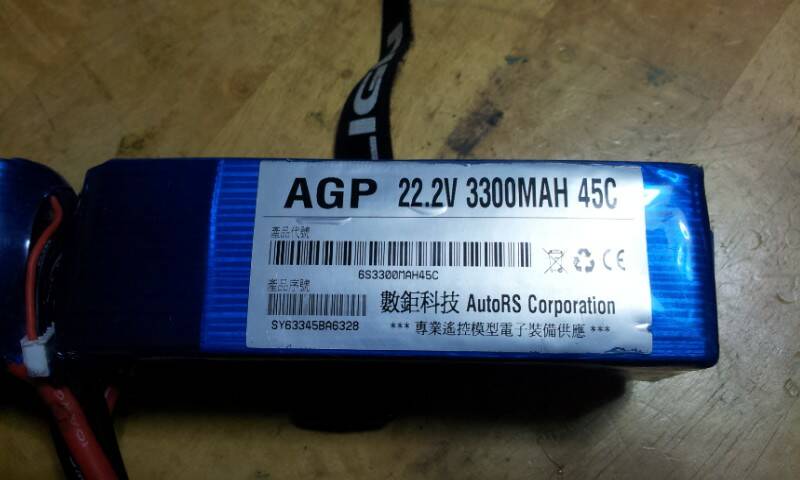 AGP 22.2V 3300MAH 45C
產品代號
6S3300MAH45C
產品序號
數鉅科技 AutoRS Corporation
SY63345BA6328
*** 專業遙控模型電子裝備供應 ***